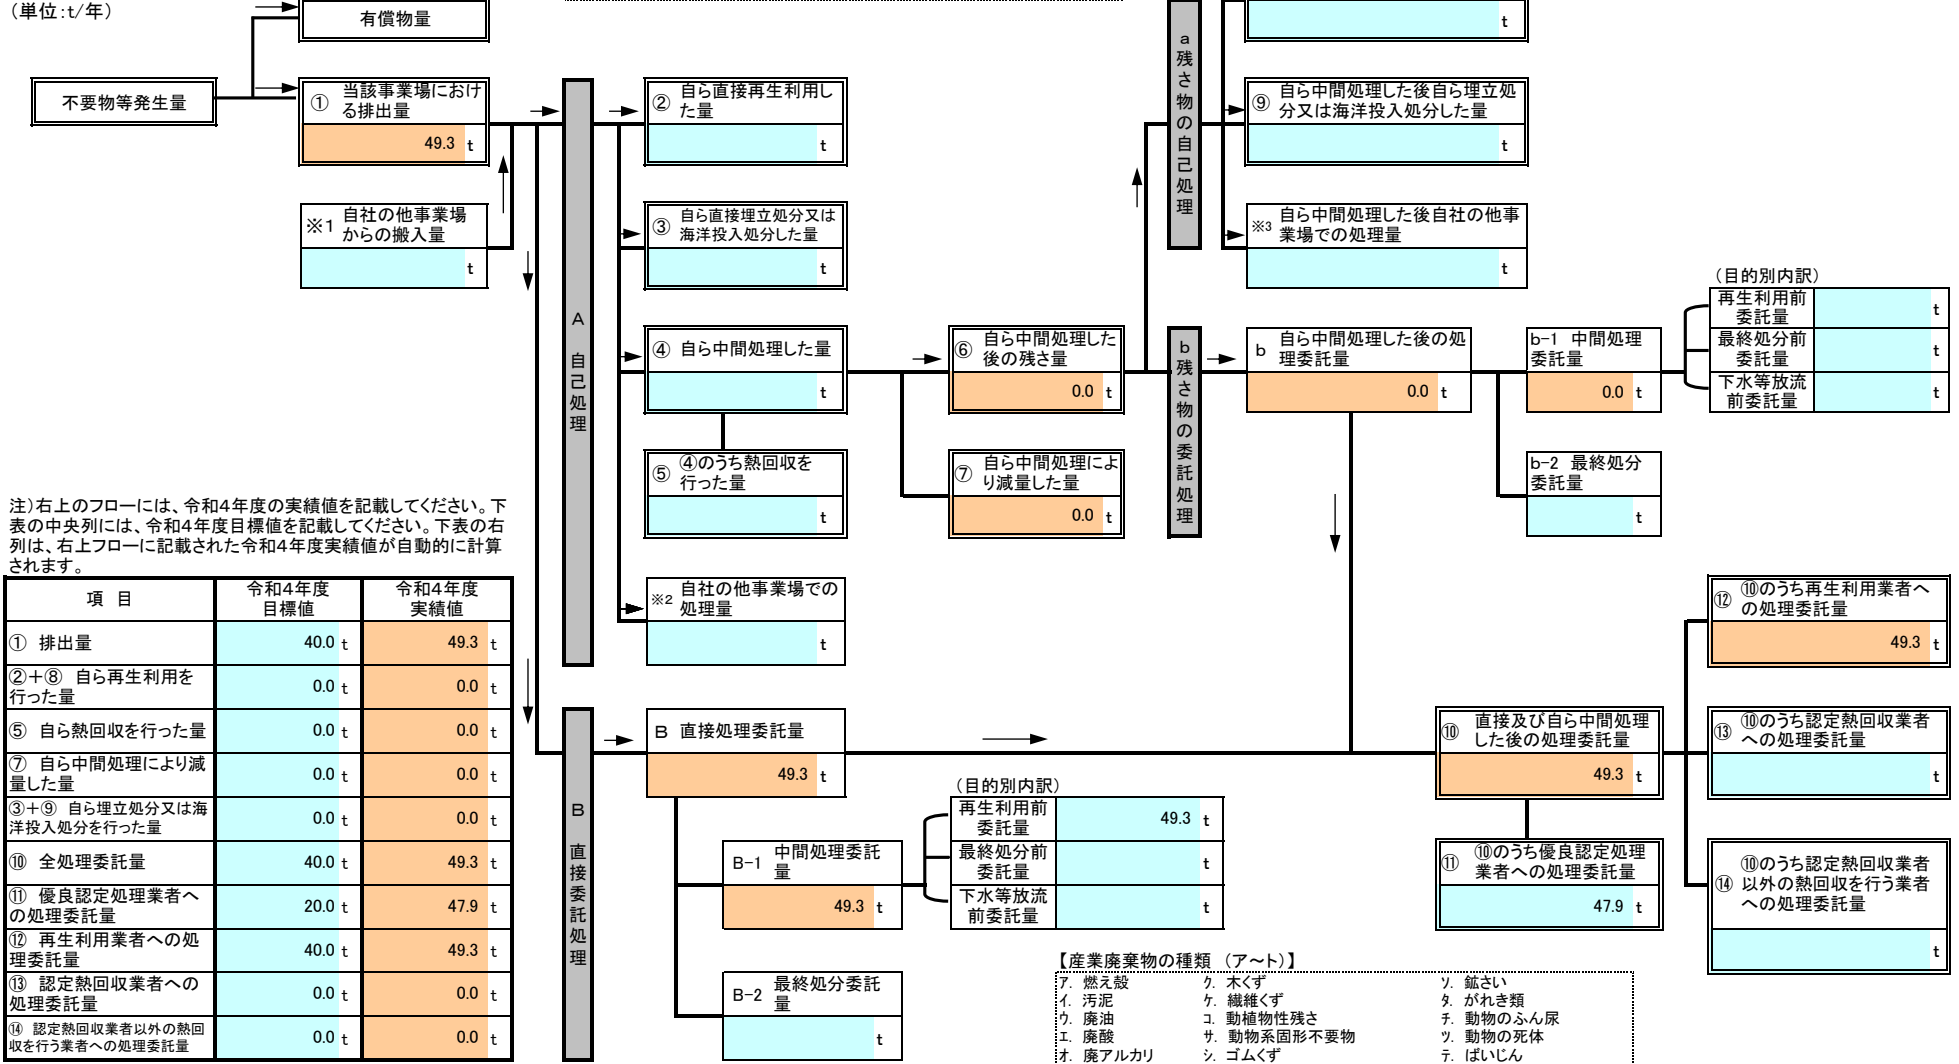 （単位：t/年）
有償物量
不要物等発生量
① 当該事業場におけ
る排出量
49.3 t
※1 自社の他事業場
からの搬入量
t
A 自己処理
② 自ら直接再生利用し
た量
t
③ 自ら直接埋立処分又は
海洋投入処分した量
t
④ 自ら中間処理した量
t
⑤ ④のうち熱回収を
行った量
t
※2 自社の他事業場での
処理量
t
⑥ 自ら中間処理した
後の残さ量
0.0 t
⑦ 自ら中間処理によ
り減量した量
0.0 t
a残さ物の自己処理
t
⑨ 自ら中間処理した後自ら埋立処
分又は海洋投入処分した量
t
※3 自ら中間処理した後自社の他事
業場での処理量
t
b残さ物の委託処理
b 自ら中間処理した後の処
理委託量
0.0 t
b-1 中間処理
委託量
0.0 t
（目的別内訳）
再生利用前
委託量
t
最終処分前
委託量
t
下水等放流
前委託量
t
b-2 最終処分
委託量
t
注）右上のフローには、令和4年度の実績値を記載してください。下
表の中央列には、令和4年度目標値を記載してください。下表の右
列は、右上フローに記載された令和4年度実績値が自動的に計算
されます。
項 目
令和4年度
目標値
令和4年度
実績値
① 排出量 40.0 t 49.3 t
②＋⑧ 自ら再生利用を
行った量 0.0 t 0.0 t
⑤ 自ら熱回収を行った量 0.0 t 0.0 t
⑦ 自ら中間処理により減
量した量 0.0 t 0.0 t
③＋⑨ 自ら埋立処分又は海
洋投入処分を行った量 0.0 t 0.0 t
⑩ 全処理委託量 40.0 t 49.3 t
⑪ 優良認定処理業者へ
の処理委託量 20.0 t 47.9 t
⑫ 再生利用業者への処
理委託量 40.0 t 49.3 t
⑬ 認定熱回収業者への
処理委託量 0.0 t 0.0 t
⑭ 認定熱回収業者以外の熱回
収を行う業者への処理委託量 0.0 t 0.0 t
B 直接委託処理
B 直接処理委託量
49.3 t
B-1 中間処理委託
量
49.3 t
（目的別内訳）
再生利用前
委託量
49.3 t
最終処分前
委託量
t
下水等放流
前委託量
t
B-2 最終処分委託
量
t
⑩ 直接及び自ら中間処理
した後の処理委託量
49.3 t
⑪ ⑩のうち優良認定処理
業者への処理委託量
47.9 t
⑫ ⑩のうち再生利用業者へ
の処理委託量
49.3 t
⑬ ⑩のうち認定熱回収業者
への処理委託量
t
⑭ ⑩のうち認定熱回収業者
以外の熱回収を行う業者
への処理委託量
t
【産業廃棄物の種類 （ア～ト）】
ア. 燃え殻 ク. 木くず ソ. 鉱さい
イ. 汚泥 ケ. 繊維くず タ. がれき類
ウ. 廃油 コ. 動植物性残さ チ. 動物のふん尿
エ. 廃酸 サ. 動物系固形不要物 ツ. 動物の死体
オ. 廃アルカリ シ. ゴムくず テ. ばいじん